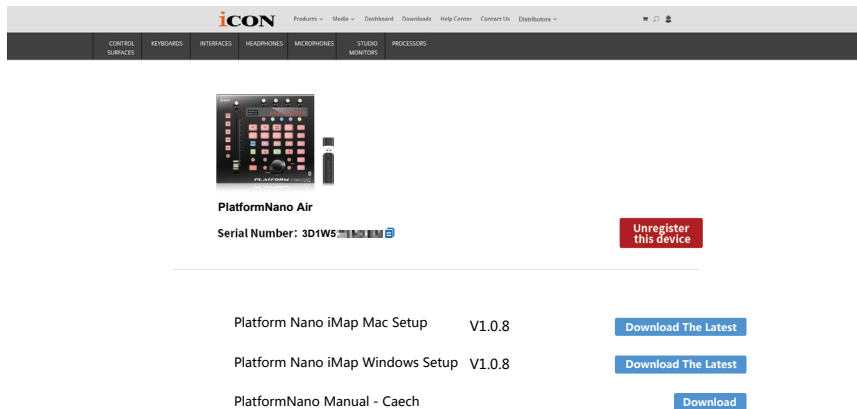 icon
Products Media Dashboard Downloads Help Center Contact Us Distributors
CONTROL SURFACES KEYBOARDS INTERFACES HEADPHONES MICROPHONES STUDIO MONITORS PROCESSORS
PlatformNano Air
Serial Number: 3D1W5
Unregister
this device
Platform Nano iMap Mac Setup V1.0.8 Download The Latest
Platform Nano iMap Windows Setup V1.0.8 Download The Latest
PlatformNano Manual - Caech Download